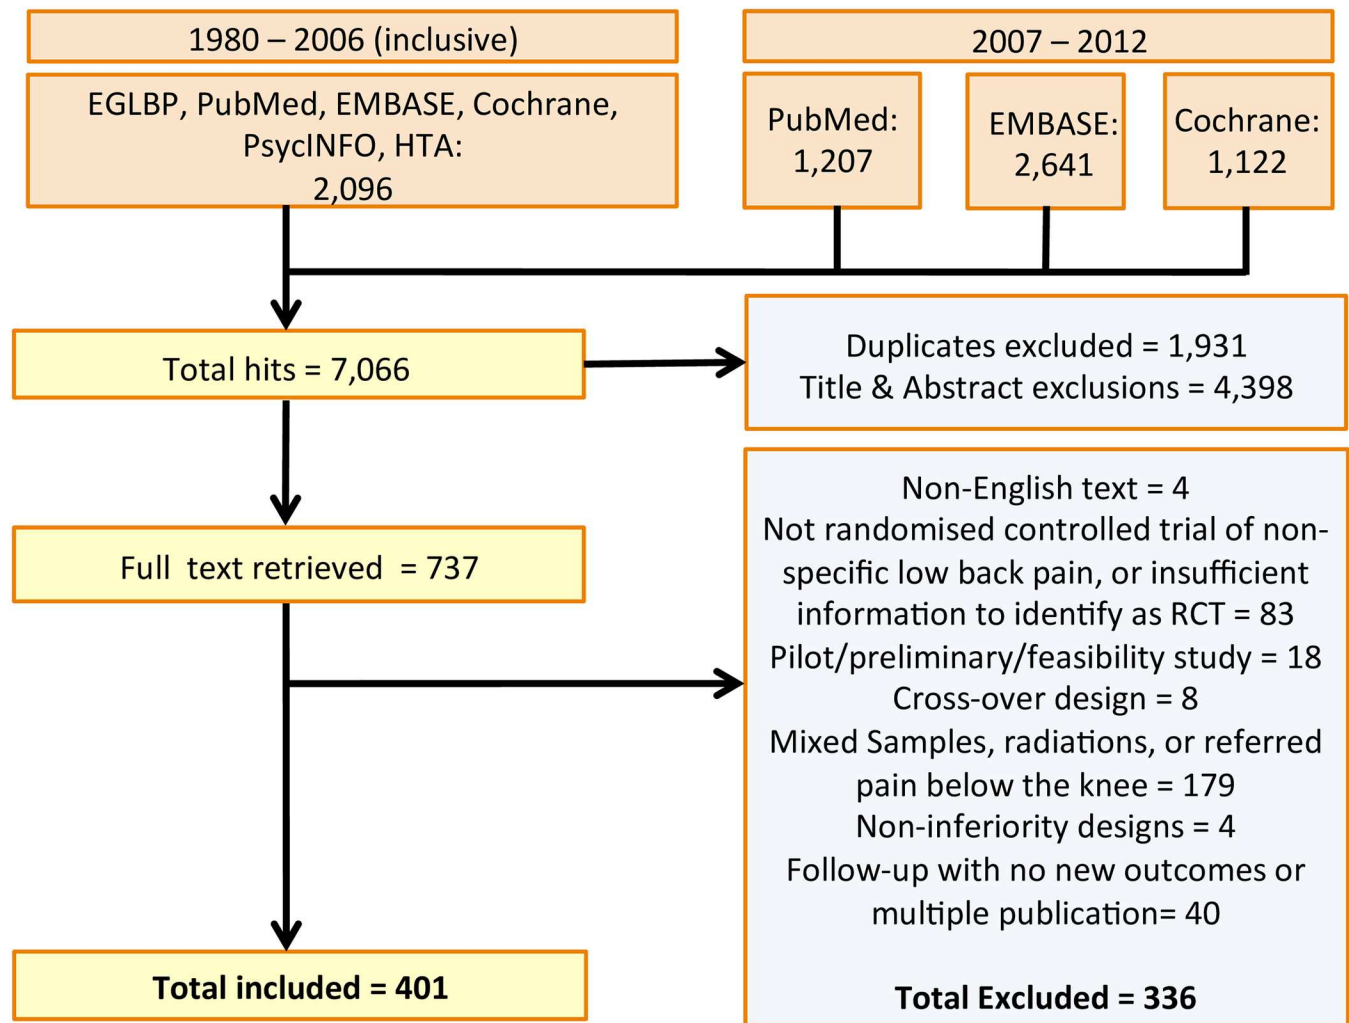 1980 – 2006 (inclusive)
2007 – 2012
EGLBP, PubMed, EMBASE, Cochrane,
PsycINFO, HTA:
2,096
PubMed:
1,207
EMBASE:
2,641
Cochrane:
1,122
Total hits = 7,066
Duplicates excluded = 1,931
Title & Abstract exclusions = 4,398
Full text retrieved = 737
Non-English text = 4
Not randomised controlled trial of non-
specific low back pain, or insufficient
information to identify as RCT = 83
Pilot/preliminary/feasibility study = 18
Cross-over design = 8
Mixed Samples, radiations, or referred
pain below the knee = 179
Non-inferiority designs = 4
Follow-up with no new outcomes or
multiple publication= 40
Total Excluded = 336
Total included = 401